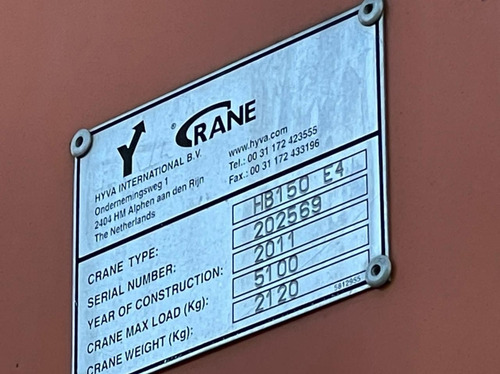 CRANE
HYVA INTERNATIONAL B.V.
Ondernemingsweg 1
2404 HM Alphen aan den Rijn
The Netherlands
www.hyva.com
Tel.: 00 31 172 423555
Fax.: 00 31 172 433196
CRANE TYPE: HB150 E4
SERIAL NUMBER: 202569
YEAR OF CONSTRUCTION: 2011
CRANE MAX LOAD (Kg): 5100
CRANE WEIGHT (Kg): 2120
5812955